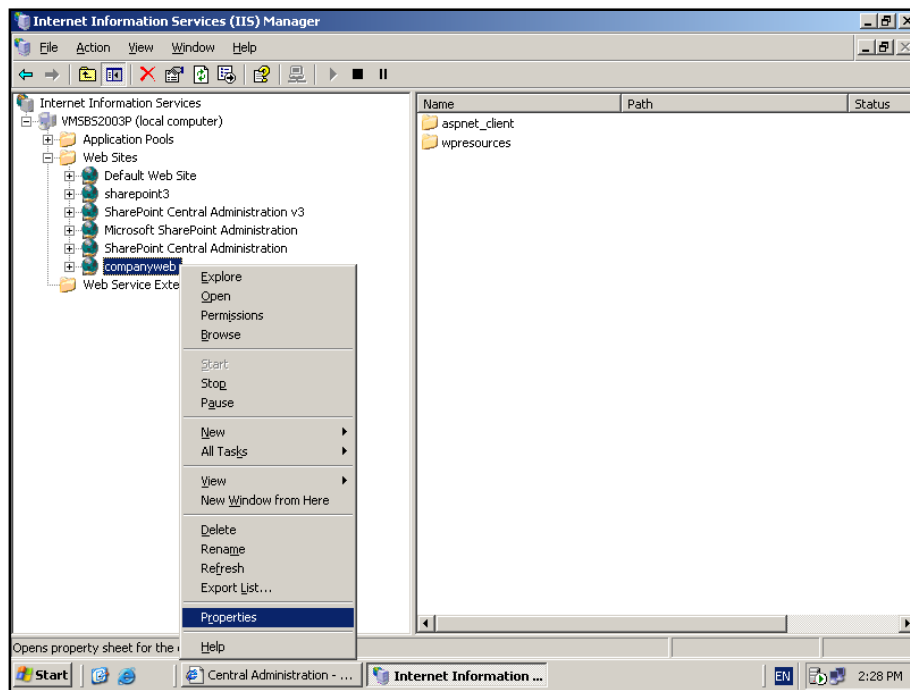 Internet Information Services (IIS) Manager
File Action View Window Help
Internet Information Services
VMSBS2003P (local computer)
Application Pools
Web Sites
Default Web Site
sharepoint3
SharePoint Central Administration v3
Microsoft SharePoint Administration
SharePoint Central Administration
companyweb
Web Service Exte
Name Path Status
aspnet_client
wpresources
Explore
Open
Permissions
Browse
Start
Stop
Pause
New
All Tasks
View
New Window from Here
Delete
Rename
Refresh
Export List...
Properties
Help
Opens property sheet for the
Start Central Administration - ... Internet Information ... EN 2:28 PM